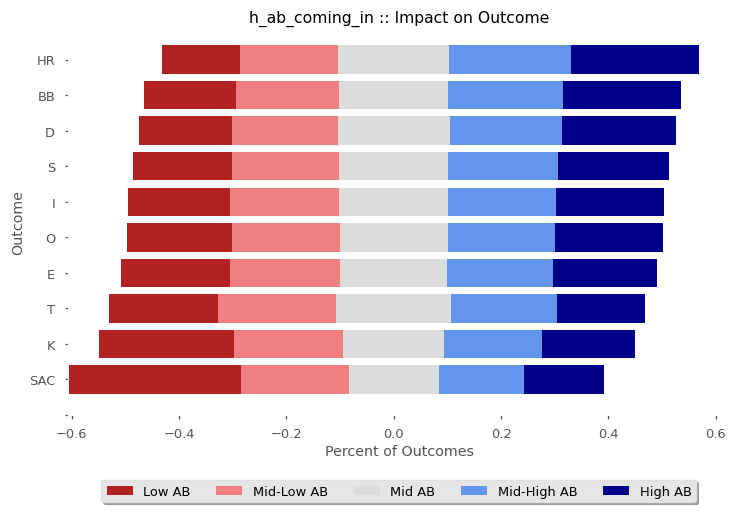 h_ab_coming_in :: Impact on Outcome
HR
BB
D
S
I
O
E
T
K
SAC
Outcome
−0.6 −0.4 −0.2 0.0 0.2 0.4 0.6
Percent of Outcomes
Low AB Mid-Low AB Mid AB Mid-High AB High AB